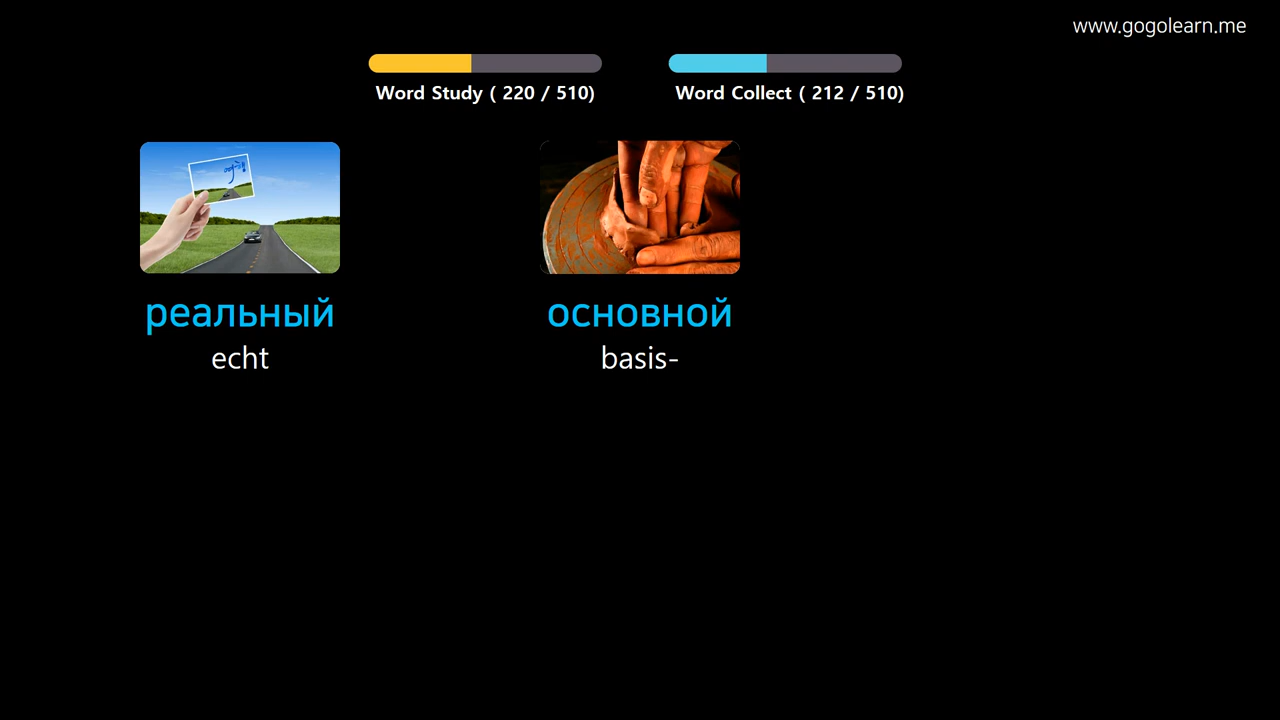 www.gogolearn.me
Word Study ( 220 / 510)
Word Collect ( 212 / 510)
реальный
echt
основной
basis-